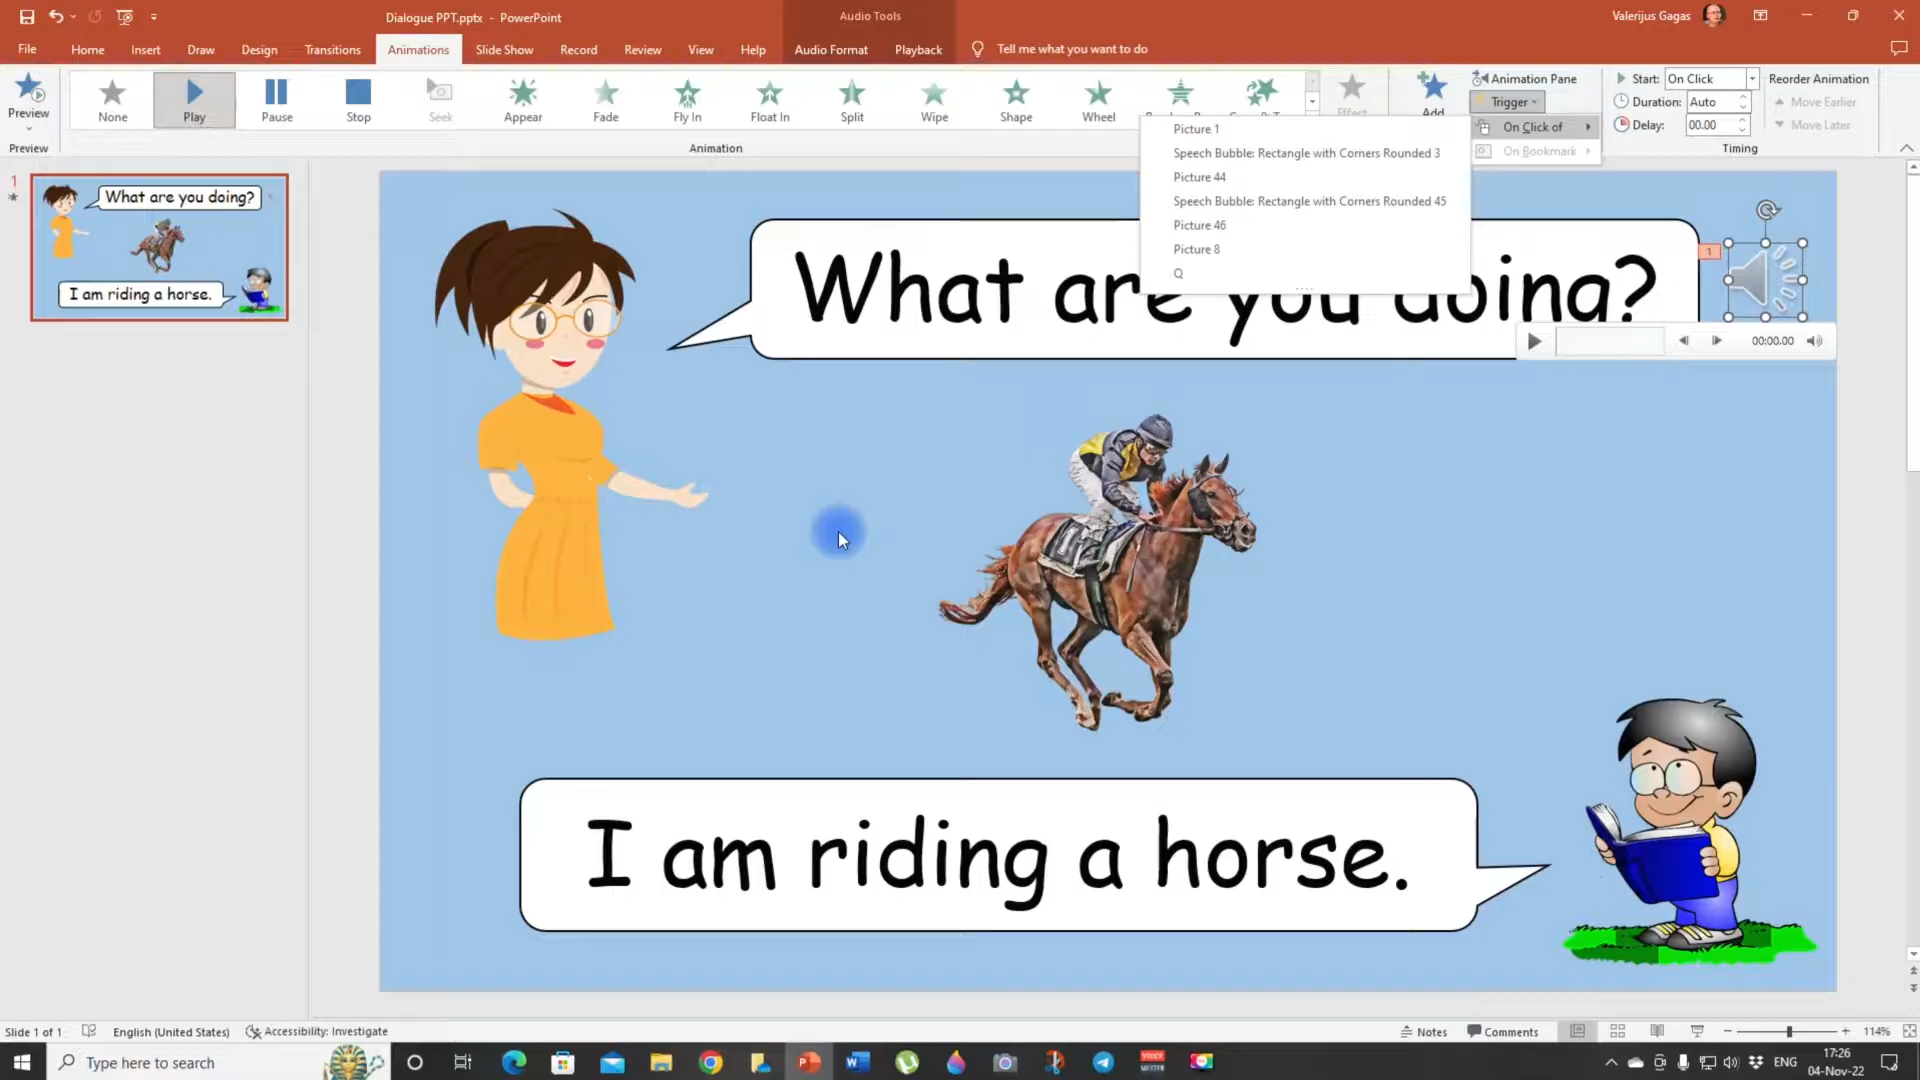 Dialogue PPT.pptx - PowerPoint
Audio Tools
Valerijus Gagas
File
Home
Insert
Draw
Design
Transitions
Animations
Slide Show
Record
Review
View
Help
Audio Format
Playback
Tell me what you want to do
Preview
None
Play
Pause
Stop
Seek
Appear
Fade
Fly In
Float In
Split
Wipe
Shape
Wheel
Effect
Add
Animation Pane
Trigger
On Click of
On Bookmark
Start: On Click
Duration: Auto
Delay: 00.00
Reorder Animation
Move Earlier
Move Later
Preview
Animation
Timing
Picture 1
Speech Bubble: Rectangle with Corners Rounded 3
Picture 44
Speech Bubble: Rectangle with Corners Rounded 45
Picture 46
Picture 8
Q
1
What are you doing?
I am riding a horse.
What are you doing?
1
00:00.00
I am riding a horse.
Slide 1 of 1
English (United States)
Accessibility: Investigate
Notes
Comments
114%
Type here to search
ENG
17:26
04-Nov-22